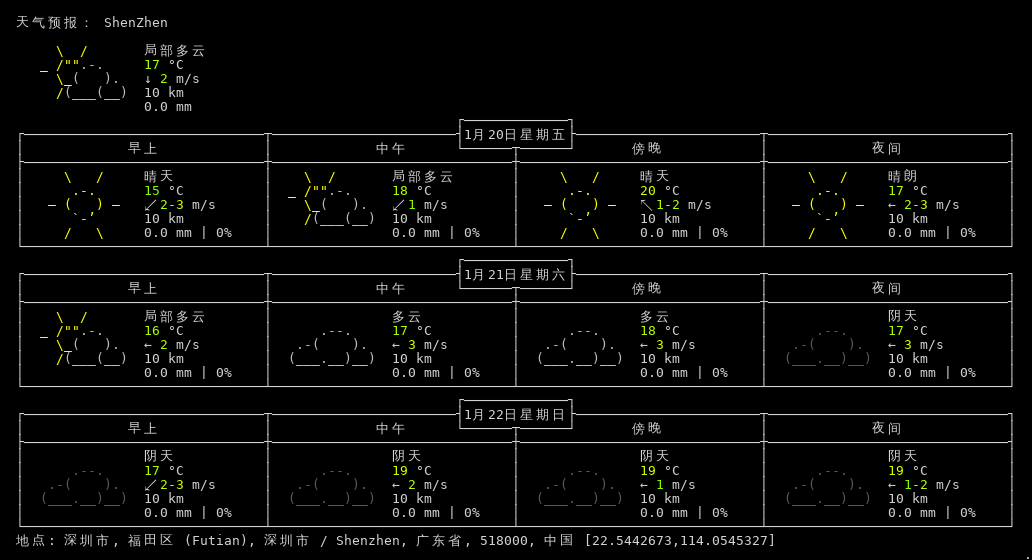 天气预报： ShenZhen
局部多云
17 °C
↓ 2 m/s
10 km
0.0 mm
1月20日星期五
早上 中午 傍晚 夜间
晴天 局部多云 晴天 晴朗
15 °C 18 °C 20 °C 17 °C
↙ 2-3 m/s ↙ 1 m/s ↖ 1-2 m/s ← 2-3 m/s
10 km 10 km 10 km 10 km
0.0 mm | 0% 0.0 mm | 0% 0.0 mm | 0% 0.0 mm | 0%
1月21日星期六
早上 中午 傍晚 夜间
局部多云 多云 多云 阴天
16 °C 17 °C 18 °C 17 °C
← 2 m/s ← 3 m/s ← 3 m/s ← 3 m/s
10 km 10 km 10 km 10 km
0.0 mm | 0% 0.0 mm | 0% 0.0 mm | 0% 0.0 mm | 0%
1月22日星期日
早上 中午 傍晚 夜间
阴天 阴天 阴天 阴天
17 °C 19 °C 19 °C 19 °C
↙ 2-3 m/s ← 2 m/s ← 1 m/s ← 1-2 m/s
10 km 10 km 10 km 10 km
0.0 mm | 0% 0.0 mm | 0% 0.0 mm | 0% 0.0 mm | 0%
地点: 深圳市, 福田区 (Futian), 深圳市 / Shenzhen, 广东省, 518000, 中国 [22.5442673,114.0545327]